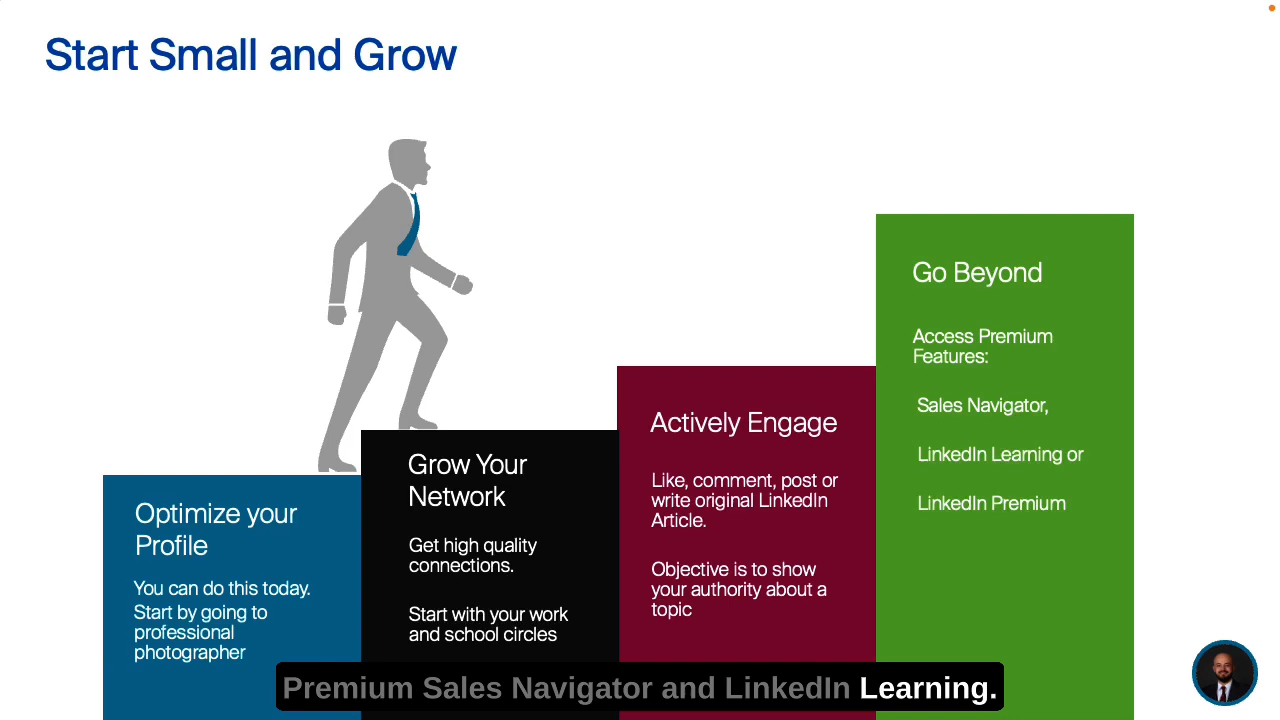 Start Small and Grow
Optimize your
Profile
You can do this today.
Start by going to
professional
photographer
Grow Your
Network
Get high quality
connections.
Start with your work
and school circles
Actively Engage
Like, comment, post or
write original LinkedIn
Article.
Objective is to show
your authority about a
topic
Go Beyond
Access Premium
Features:
Sales Navigator,
LinkedIn Learning or
LinkedIn Premium
Premium Sales Navigator and LinkedIn Learning.